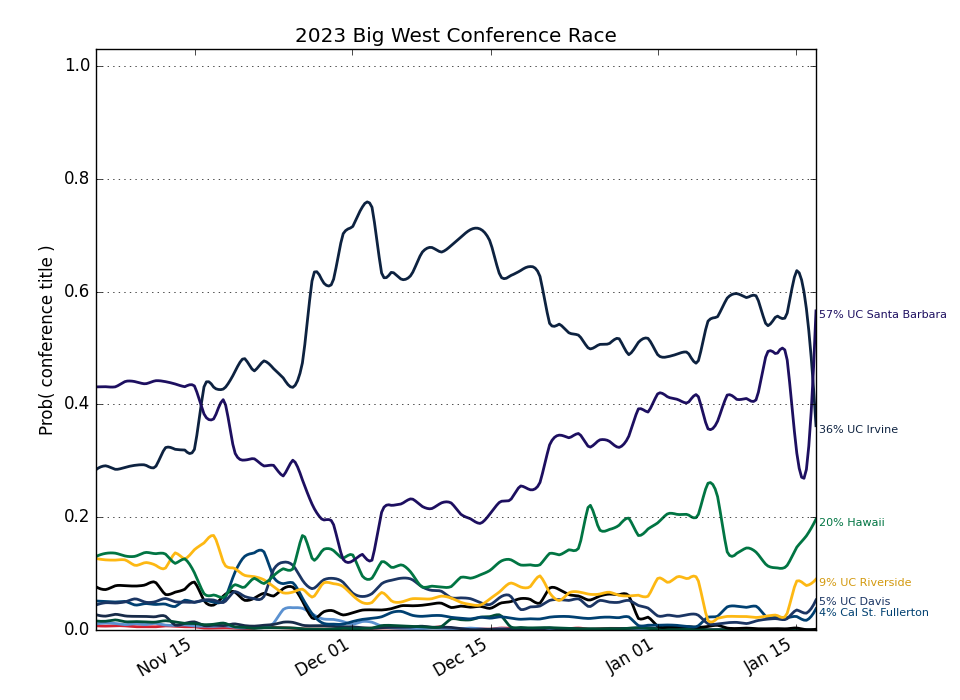 2023 Big West Conference Race
Prob( conference title )
1.0
0.8
0.6
0.4
0.2
0.0
57% UC Santa Barbara
36% UC Irvine
20% Hawaii
9% UC Riverside
5% UC Davis
4% Cal St. Fullerton
Nov 15
Dec 01
Dec 15
Jan 01
Jan 15